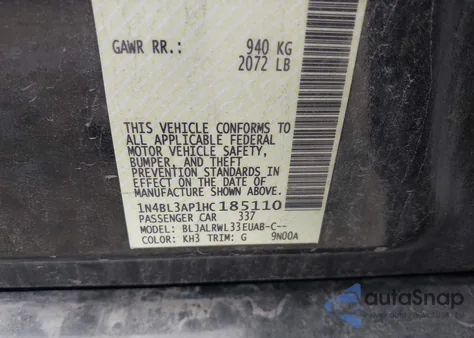 GAWR RR.: 940 KG
2072 LB
THIS VEHICLE CONFORMS TO
ALL APPLICABLE FEDERAL
MOTOR VEHICLE SAFETY,
BUMPER, AND THEFT
PREVENTION STANDARDS IN
EFFECT ON THE DATE OF
MANUFACTURE SHOWN ABOVE.
1N4BL3AP1HC185110
PASSENGER CAR 337
MODEL: BLJALRWL33EUAB-C--
COLOR: KH3 TRIM: G 9N00A
autoSnap